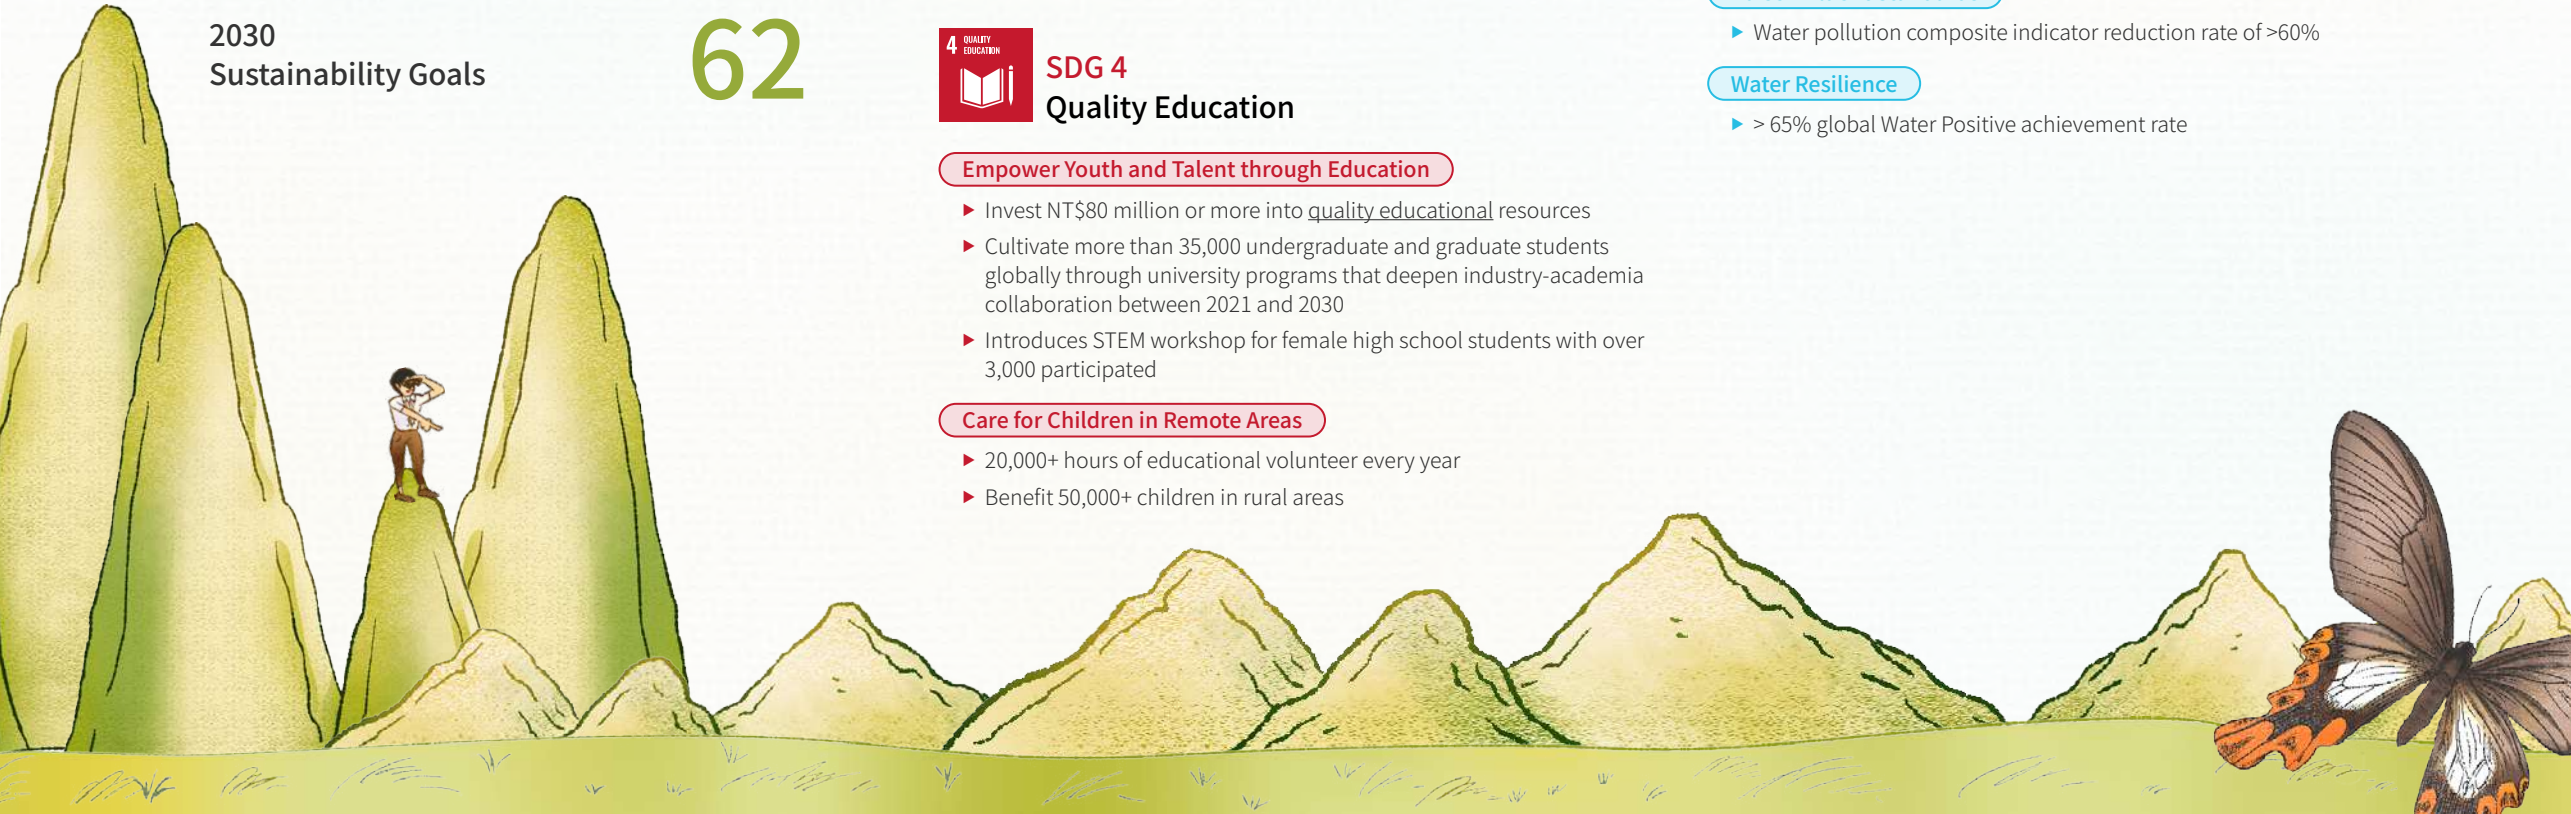 2030
Sustainability Goals
62
4 QUALITY
EDUCATION
SDG 4
Quality Education
Empower Youth and Talent through Education
Invest NT$80 million or more into quality educational resources
Cultivate more than 35,000 undergraduate and graduate students
globally through university programs that deepen industry-academia
collaboration between 2021 and 2030
Introduces STEM workshop for female high school students with over
3,000 participated
Care for Children in Remote Areas
20,000+ hours of educational volunteer every year
Benefit 50,000+ children in rural areas
Water pollution composite indicator reduction rate of >60%
Water Resilience
> 65% global Water Positive achievement rate